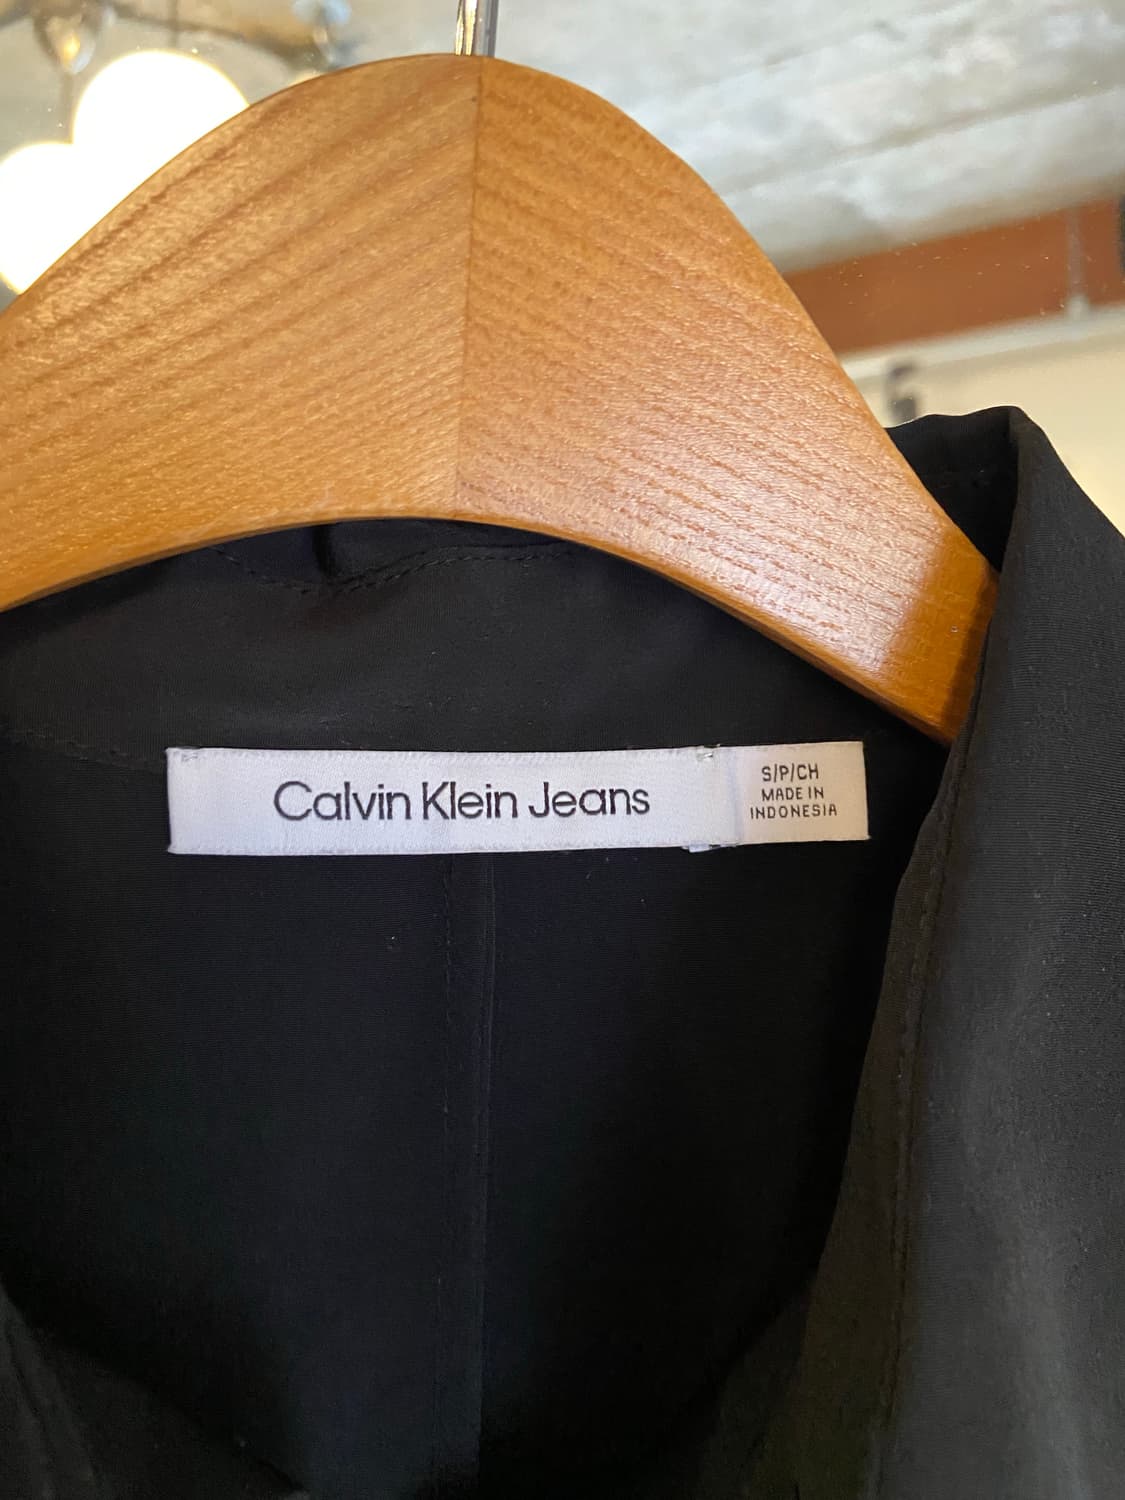 Calvin Klein Jeans
S/P/CH
MADE IN
INDONESIA